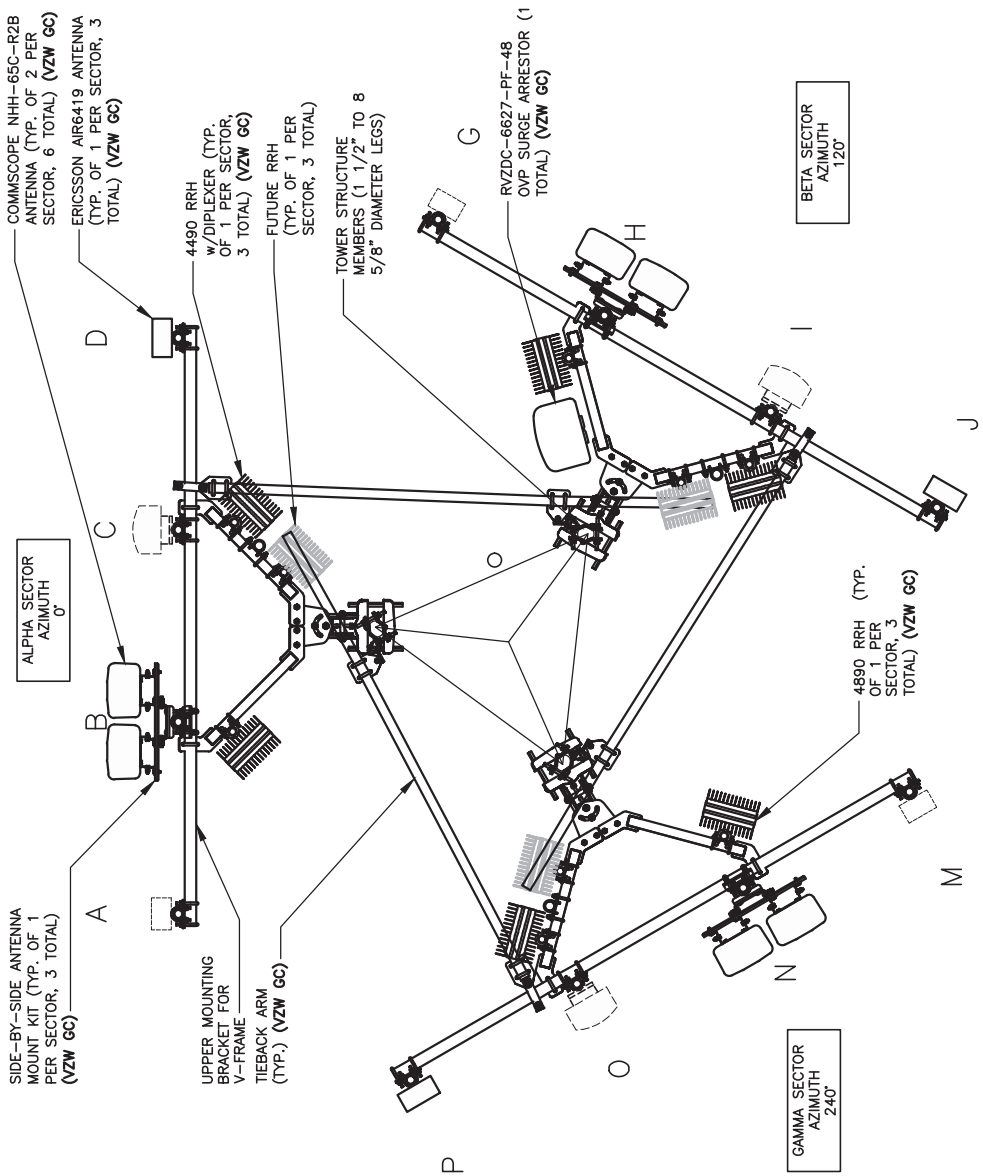 COMMSCOPE NHH-65C-R2B
ANTENNA (TYP. OF 2 PER
SECTOR, 6 TOTAL) (VZW GC)
ERICSSON AIR6419 ANTENNA
(TYP. OF 1 PER SECTOR, 3
TOTAL) (VZW GC)
4490 RRH
w/DIPLEXER (TYP.
OF 1 PER SECTOR,
3 TOTAL) (VZW GC)
FUTURE RRH
(TYP. OF 1 PER
SECTOR, 3 TOTAL)
TOWER STRUCTURE
MEMBERS (1 1/2" TO 8
5/8" DIAMETER LEGS)
RVZDC-6627-PF-48
OVP SURGE ARRESTOR (1
TOTAL) (VZW GC)
ALPHA SECTOR
AZIMUTH
0°
BETA SECTOR
AZIMUTH
120°
GAMMA SECTOR
AZIMUTH
240°
4890 RRH (TYP.
OF 1 PER
SECTOR, 3
TOTAL) (VZW GC)
SIDE-BY-SIDE ANTENNA
MOUNT KIT (TYP. OF 1
PER SECTOR, 3 TOTAL)
(VZW GC)
UPPER MOUNTING
BRACKET FOR
V-FRAME
TIEBACK ARM
(TYP.) (VZW GC)
A
B
C
D
G
H
I
J
M
N
O
P